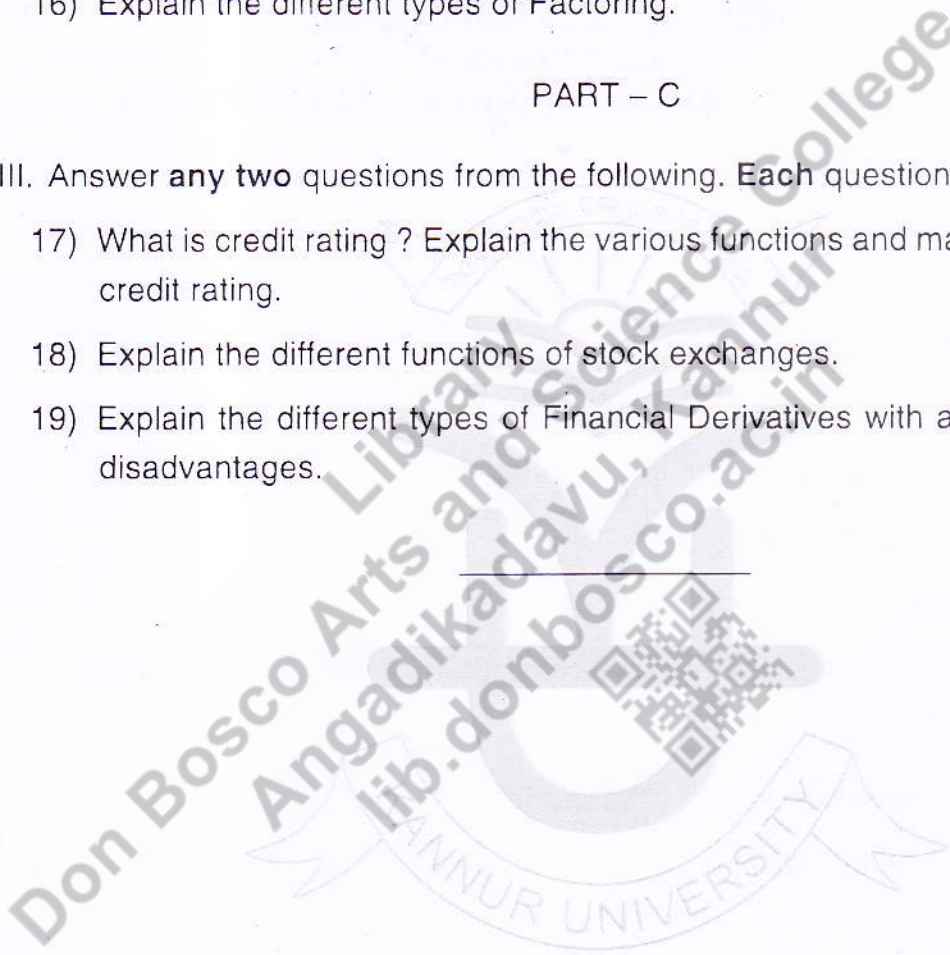 16) Explain the different types of Factoring.
PART – C
III. Answer any two questions from the following. Each question
17) What is credit rating ? Explain the various functions and ma
credit rating.
18) Explain the different functions of stock exchanges.
19) Explain the different types of Financial Derivatives with a
disadvantages.
Library
Don Bosco Arts and Science College
Angadikadavu, Kannur
lib.donbosco.ac.in
KANNUR UNIVERSITY